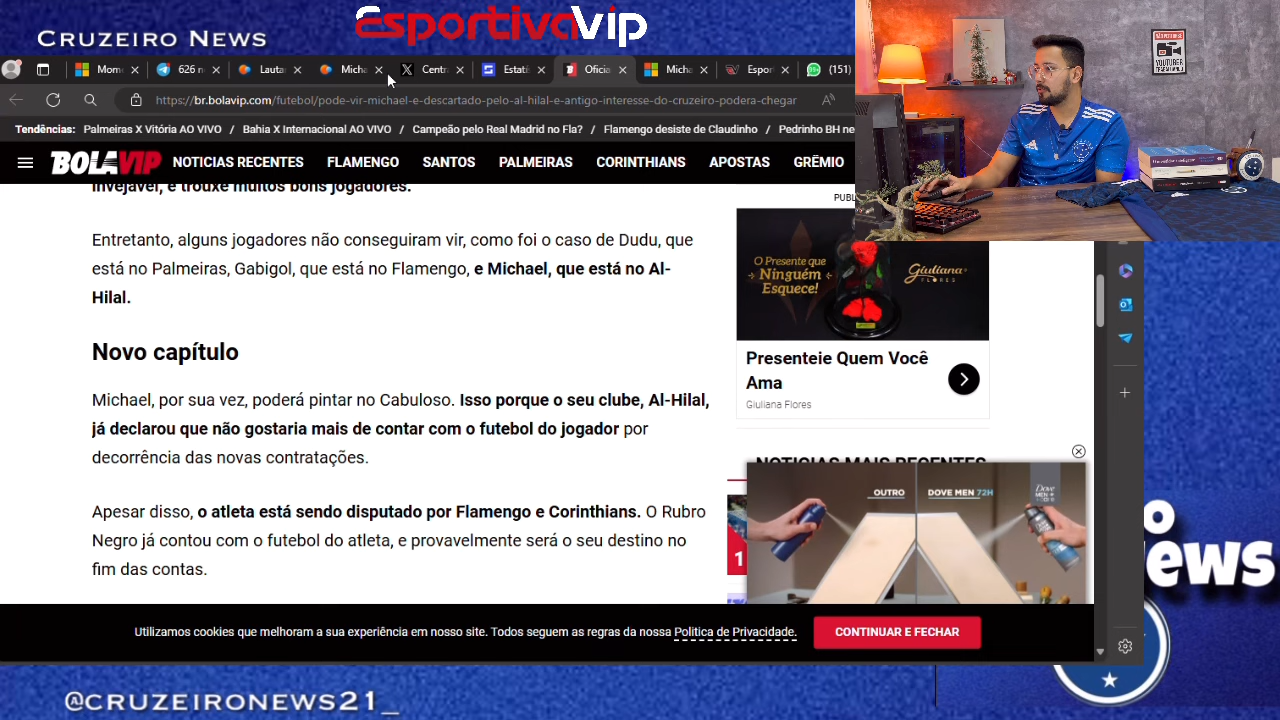 CRUZEIRO NEWS
EsportivaVip
Mom
626 n
Lauta
Micha
Centr
Estatí
Oficia
Micha
Espor
(151)
https://br.bolavip.com/futebol/pode-vir-michael-e-descartado-pelo-al-hilal-e-antigo-interesse-do-cruzeiro-podera-chegar
Tendências: Palmeiras X Vitória AO VIVO / Bahia X Internacional AO VIVO / Campeão pelo Real Madrid no Fla? / Flamengo desiste de Claudinho / Pedrinho BH ne
BOLAVIP NOTICIAS RECENTES FLAMENGO SANTOS PALMEIRAS CORINTHIANS APOSTAS GRÊMIO
invejável, e trouxe muitos bons jogadores.
Entretanto, alguns jogadores não conseguiram vir, como foi o caso de Dudu, que
está no Palmeiras, Gabigol, que está no Flamengo, e Michael, que está no Al-
Hilal.
Novo capítulo
Michael, por sua vez, poderá pintar no Cabuloso. Isso porque o seu clube, Al-Hilal,
já declarou que não gostaria mais de contar com o futebol do jogador por
decorrência das novas contratações.
Apesar disso, o atleta está sendo disputado por Flamengo e Corinthians. O Rubro
Negro já contou com o futebol do atleta, e provavelmente será o seu destino no
fim das contas.
PUBL
O Presente que
Ninguém
Esquece!
Giuliana
FLORES
Presenteie Quem Você
Ama
Giuliana Flores
NOTICIAS MAIS RECENTES
1
OUTRO
DOVE MEN 72H
Utilizamos cookies que melhoram a sua experiência em nosso site. Todos seguem as regras da nossa Politica de Privacidade.
CONTINUAR E FECHAR
o
ews
@CRUZEIRONEWS21_